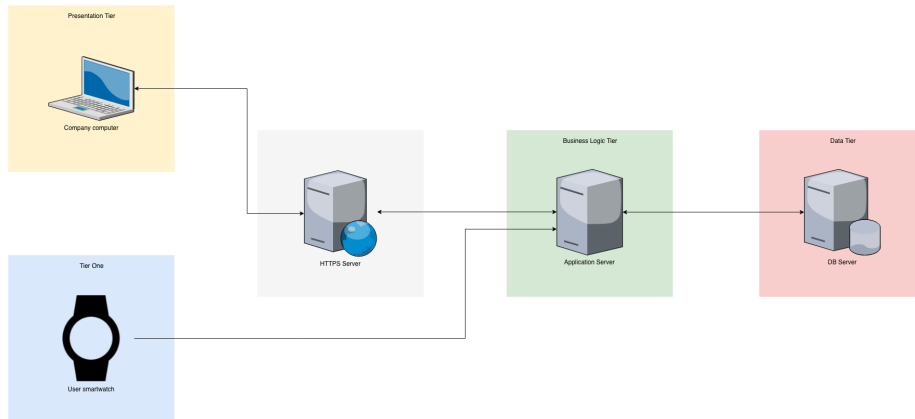 Presentation Tier
Company computer
HTTPS Server
Business Logic Tier
Application Server
Data Tier
DB Server
Tier One
User smartwatch